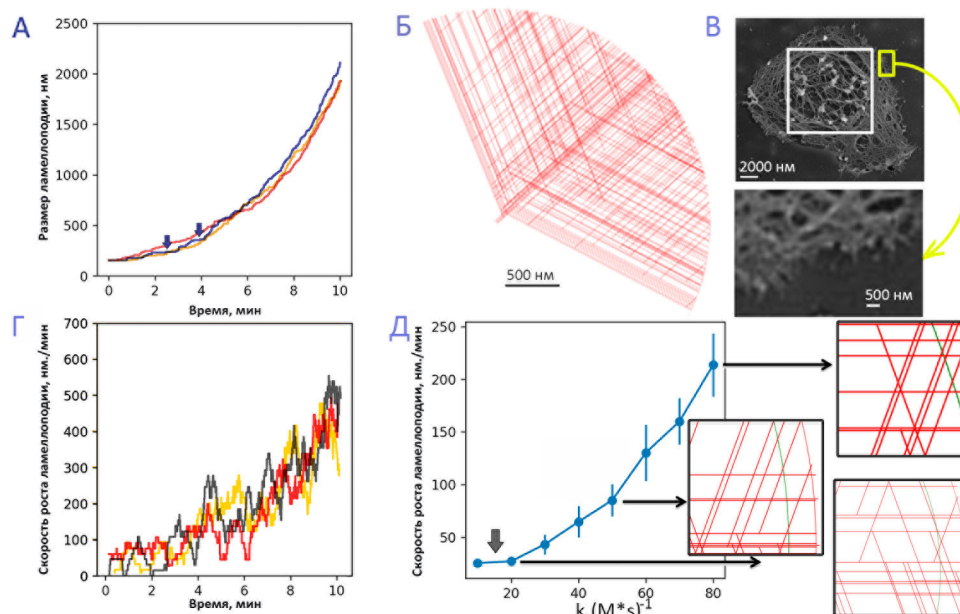 А
2500
2000
1500
1000
500
0
Размер ламеллоподии, нм
0 2 4 6 8 10
Время, мин
Б
500 нм
В
2000 нм
500 нм
Г
700
600
500
400
300
200
100
0
Скорость роста ламеллоподии, нм./мин
0 2 4 6 8 10
Время, мин
Д
250
200
150
100
50
Скорость роста ламеллоподии, нм/мин
20 40 60 80
k (M*s)⁻¹